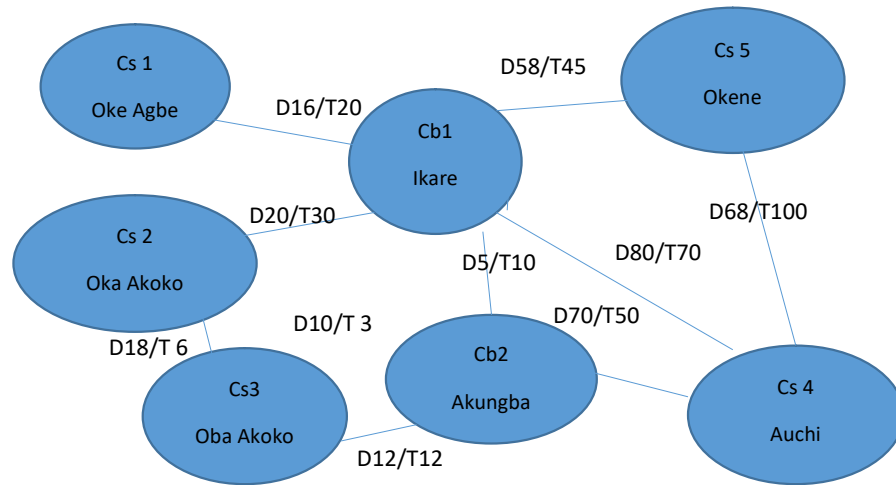 Cs 1
Oke Agbe
D16/T20
Cb1
Ikare
D58/T45
Cs 5
Okene
Cs 2
Oka Akoko
D20/T30
D5/T10
D80/T70
D68/T100
D18/T 6
D10/T 3
D70/T50
Cs3
Oba Akoko
D12/T12
Cb2
Akungba
Cs 4
Auchi